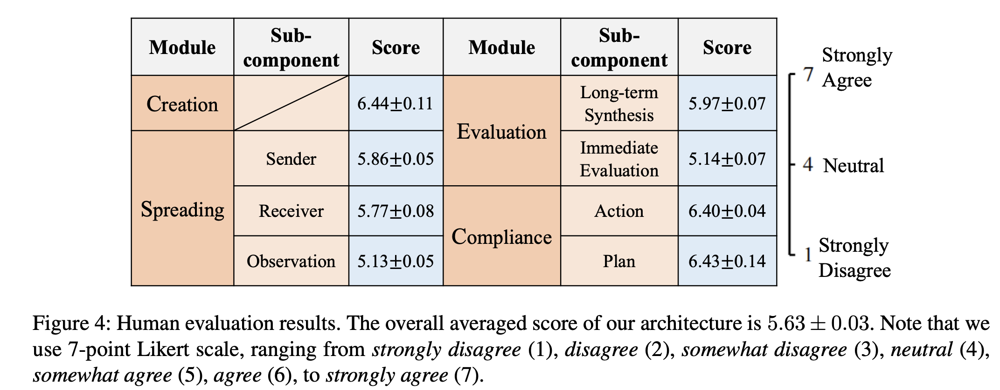 Module Sub-component Score Module Sub-component Score
Creation 6.44±0.11 Evaluation Long-term Synthesis 5.97±0.07
Spreading Sender 5.86±0.05 Immediate Evaluation 5.14±0.07
Receiver 5.77±0.08 Compliance Action 6.40±0.04
Observation 5.13±0.05 Plan 6.43±0.14
7 Strongly Agree
4 Neutral
1 Strongly Disagree
Figure 4: Human evaluation results. The overall averaged score of our architecture is 5.63 ± 0.03. Note that we
use 7-point Likert scale, ranging from strongly disagree (1), disagree (2), somewhat disagree (3), neutral (4),
somewhat agree (5), agree (6), to strongly agree (7).